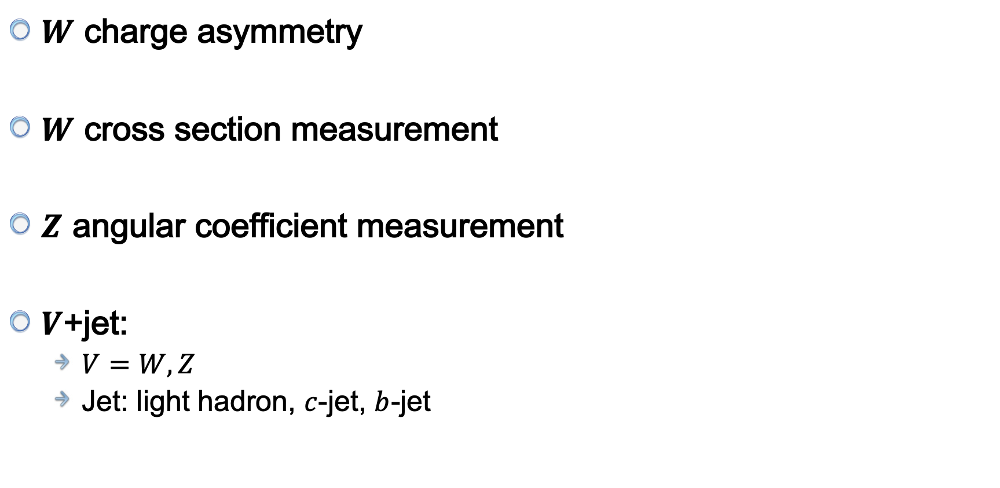 W charge asymmetry
W cross section measurement
Z angular coefficient measurement
V+jet:
V = W, Z
Jet: light hadron, c-jet, b-jet